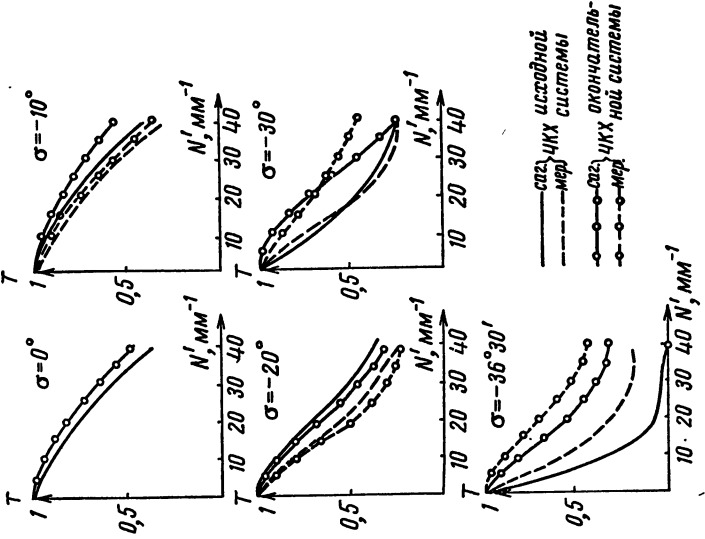 T
1
0,5
σ=0°
10
20
30
40
N', мм⁻¹
T
1
0,5
σ=-10°
10
20
30
40
N', мм⁻¹
T
1
0,5
σ=-20°
10
20
30
40
N', мм⁻¹
T
1
0,5
σ=-30°
10
20
30
40
N', мм⁻¹
T
1
0,5
σ=-36°30'
10
20
30
40
N', мм⁻¹
саг.
мер.
ЧКХ исходной
системы
саг.
мер.
ЧКХ окончатель-
ной системы